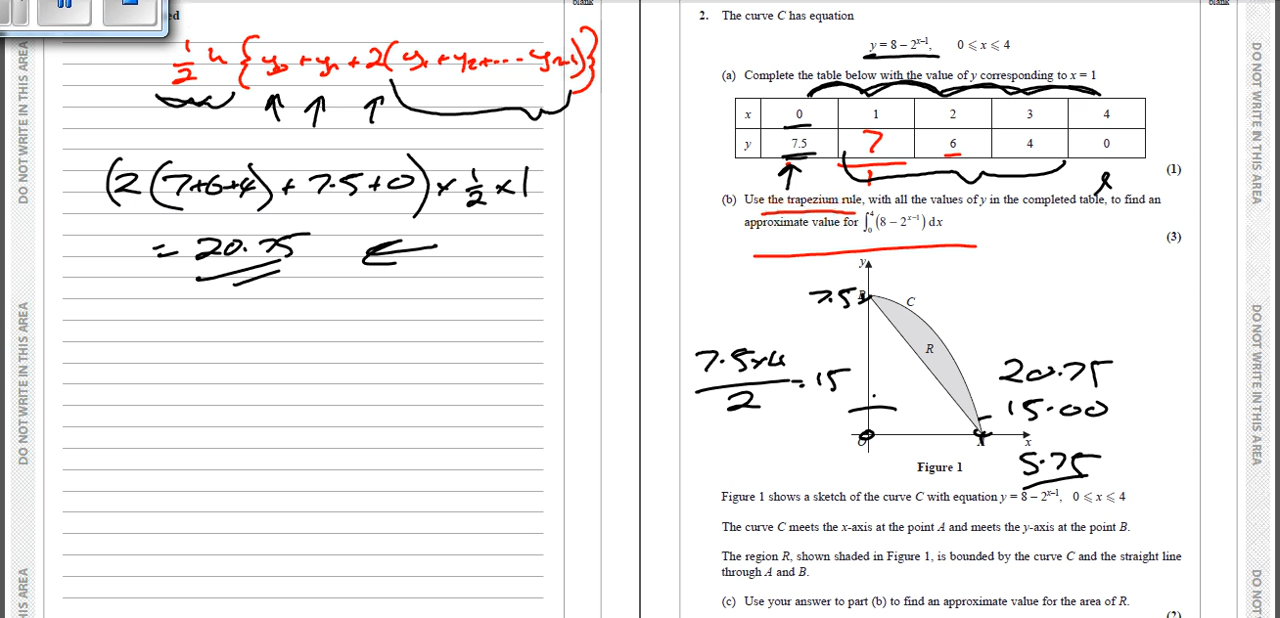 ed
blank
½h{y₀ + yₙ + 2(y₁ + y₂ + ... yₙ₋₁)}
(2(7+6+4) + 7.5+0) × ½ × 1
= 20.75
DO NOT WRITE IN THIS AREA
DO NOT WRITE IN THIS AREA
HIS AREA
blank
2. The curve C has equation
y = 8 – 2^{x–1}, 0 ⩽ x ⩽ 4
(a) Complete the table below with the value of y corresponding to x = 1
x 0 1 2 3 4
y 7.5 7 6 4 0
(1)
(b) Use the trapezium rule, with all the values of y in the completed table, to find an
approximate value for ∫₀⁴ (8 – 2^{x–1}) dx
(3)
y
7.5 B C
R
7.5×4
2
= 15
20.75
15.00
5.75
O A x
Figure 1
Figure 1 shows a sketch of the curve C with equation y = 8 – 2^{x–1}, 0 ⩽ x ⩽ 4
The curve C meets the x-axis at the point A and meets the y-axis at the point B.
The region R, shown shaded in Figure 1, is bounded by the curve C and the straight line
through A and B.
(c) Use your answer to part (b) to find an approximate value for the area of R.
(2)
DO NOT WRITE IN THIS AREA
DO NOT WRITE IN THIS AREA
DO NOT